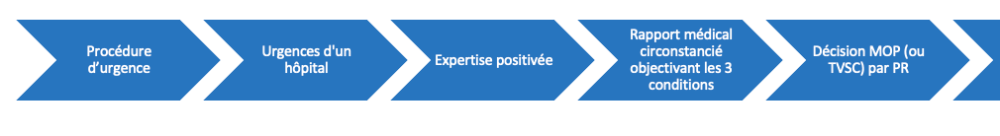 Procédure
d’urgence
Urgences d'un
hôpital
Expertise positivée
Rapport médical
circonstancié
objectivant les 3
conditions
Décision MOP (ou
TVSC) par PR